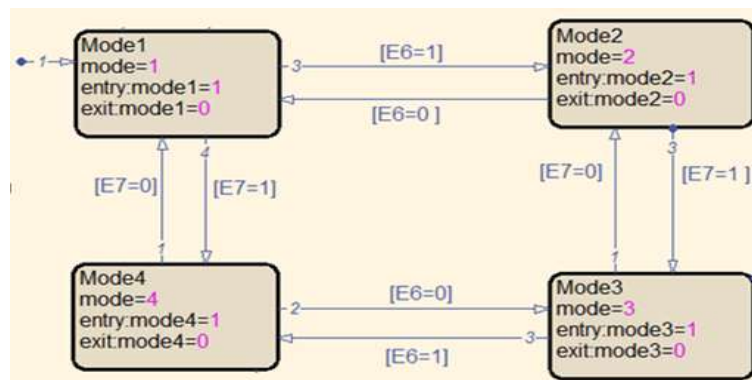 Mode1
mode=1
entry:mode1=1
exit:mode1=0
1
3
[E6=1]
[E6=0 ]
Mode2
mode=2
entry:mode2=1
exit:mode2=0
4
3
[E7=0]
[E7=1]
[E7=0]
[E7=1 ]
1
1
Mode4
mode=4
entry:mode4=1
exit:mode4=0
2
[E6=0]
3
[E6=1]
Mode3
mode=3
entry:mode3=1
exit:mode3=0